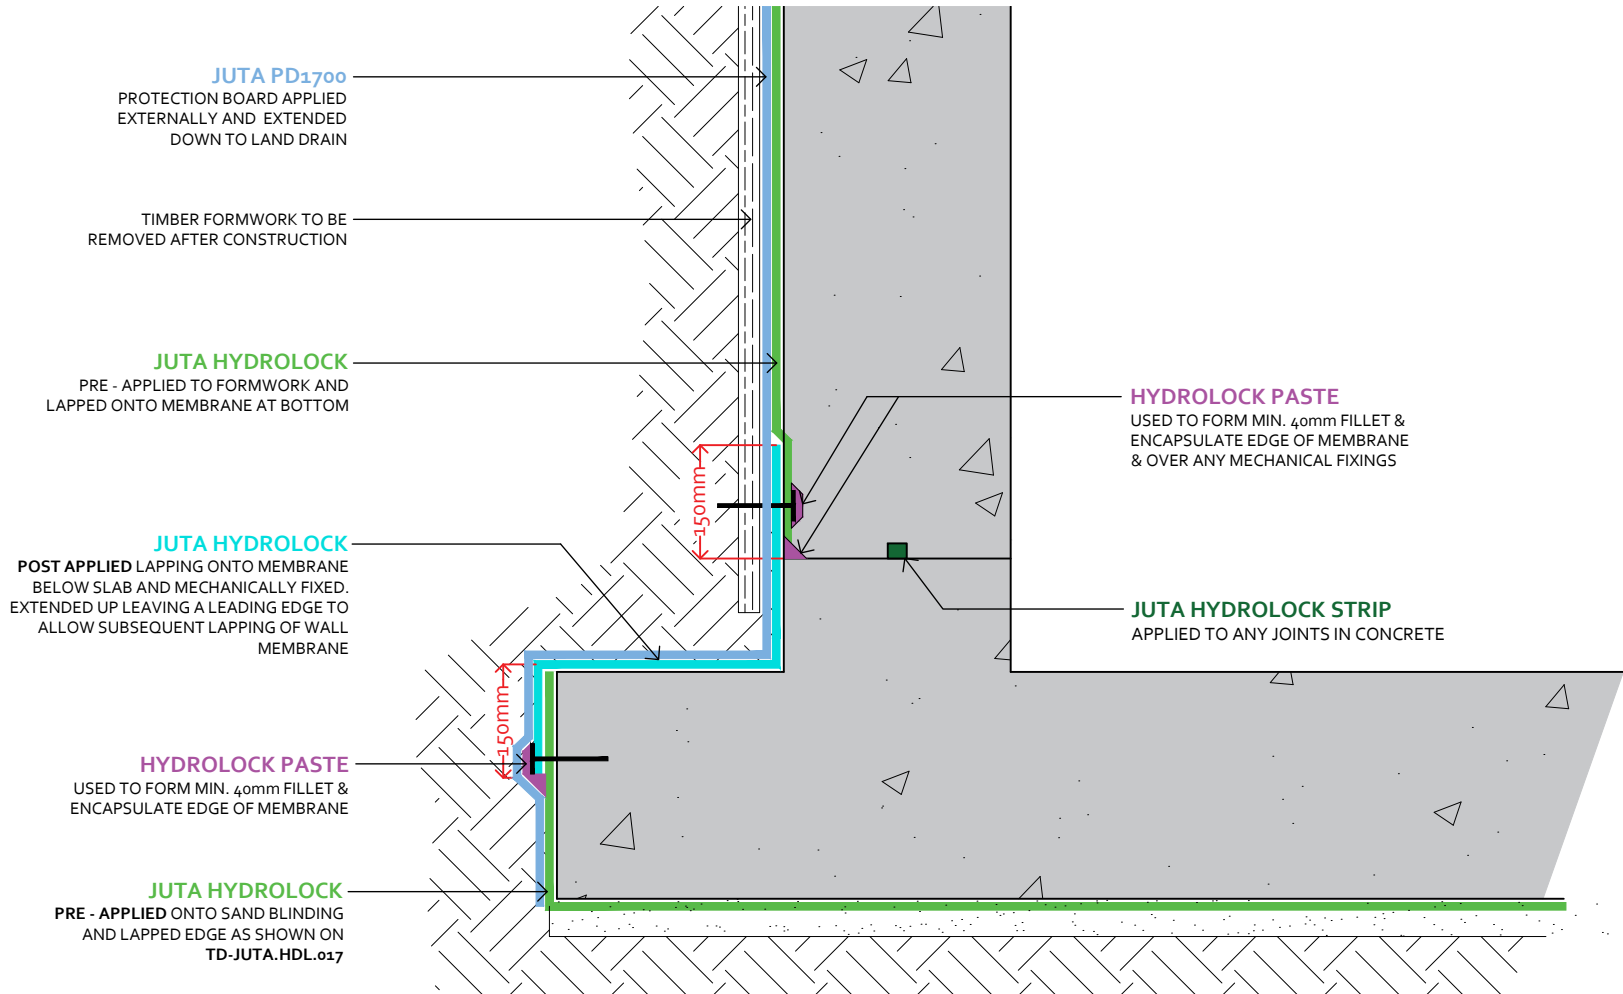 JUTA PD1700
PROTECTION BOARD APPLIED
EXTERNALLY AND EXTENDED
DOWN TO LAND DRAIN
TIMBER FORMWORK TO BE
REMOVED AFTER CONSTRUCTION
JUTA HYDROLOCK
PRE - APPLIED TO FORMWORK AND
LAPPED ONTO MEMBRANE AT BOTTOM
JUTA HYDROLOCK
POST APPLIED LAPPING ONTO MEMBRANE
BELOW SLAB AND MECHANICALLY FIXED.
EXTENDED UP LEAVING A LEADING EDGE TO
ALLOW SUBSEQUENT LAPPING OF WALL
MEMBRANE
HYDROLOCK PASTE
USED TO FORM MIN. 40mm FILLET &
ENCAPSULATE EDGE OF MEMBRANE
JUTA HYDROLOCK
PRE - APPLIED ONTO SAND BLINDING
AND LAPPED EDGE AS SHOWN ON
TD-JUTA.HDL.017
150mm
150mm
HYDROLOCK PASTE
USED TO FORM MIN. 40mm FILLET &
ENCAPSULATE EDGE OF MEMBRANE
& OVER ANY MECHANICAL FIXINGS
JUTA HYDROLOCK STRIP
APPLIED TO ANY JOINTS IN CONCRETE